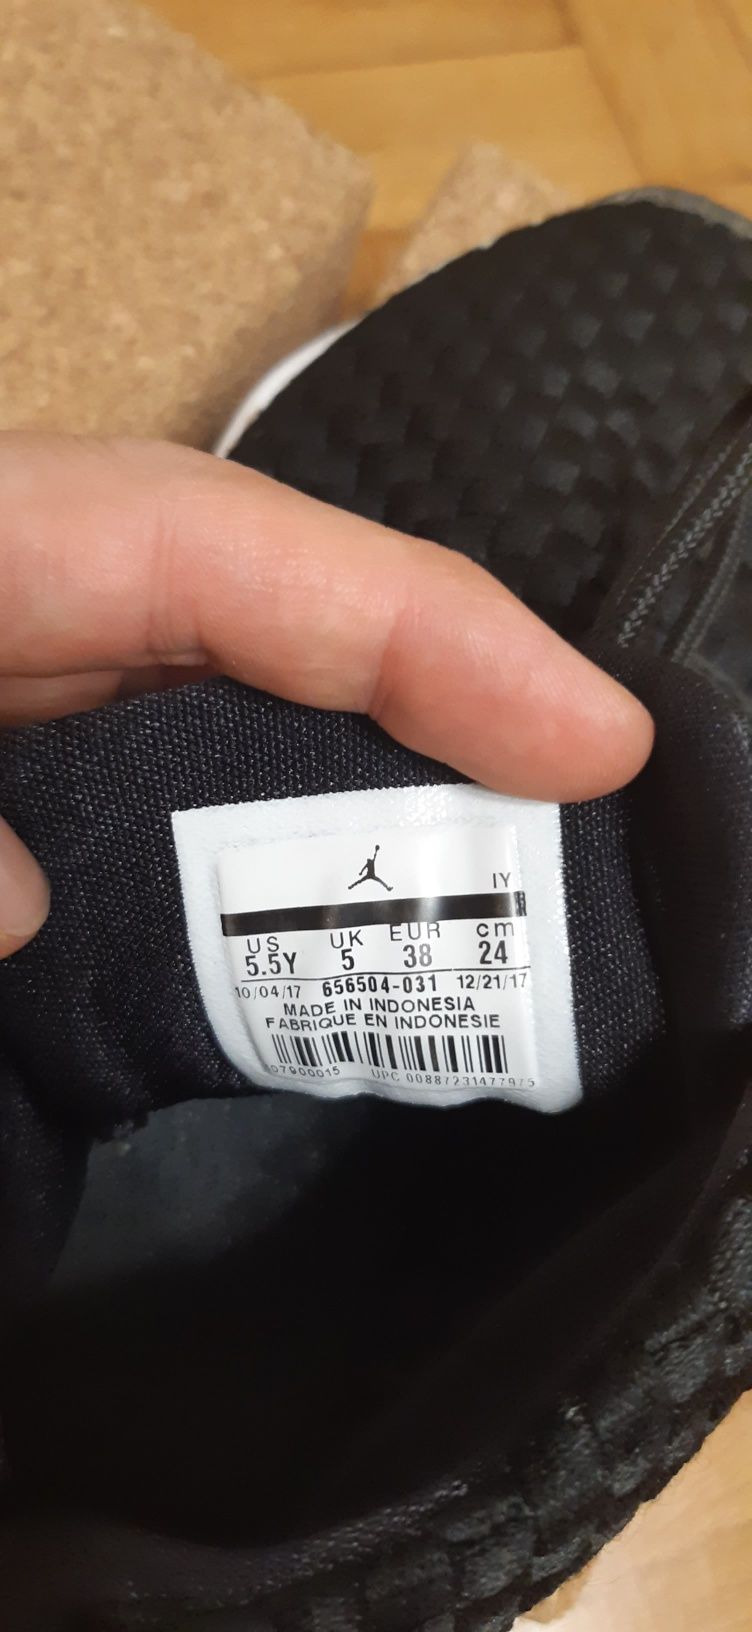 IY
US UK EUR cm
5.5Y 5 38 24
10/04/17 656504-031 12/21/17
MADE IN INDONESIA
FABRIQUE EN INDONESIE
07900015 UPC 00887231477975